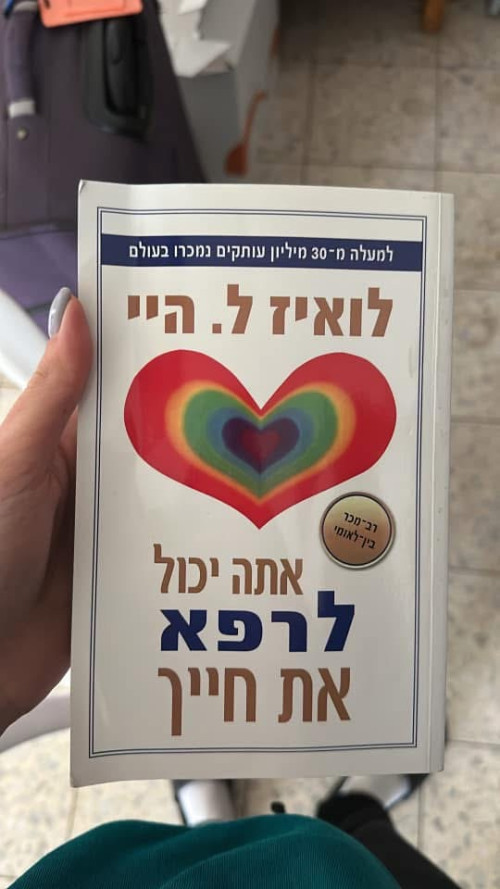 למעלה מ־30 מיליון עותקים נמכרו בעולם
לואיז ל. היי
רב־מכר
בין־לאומי
אתה יכול
לרפא
את חייך